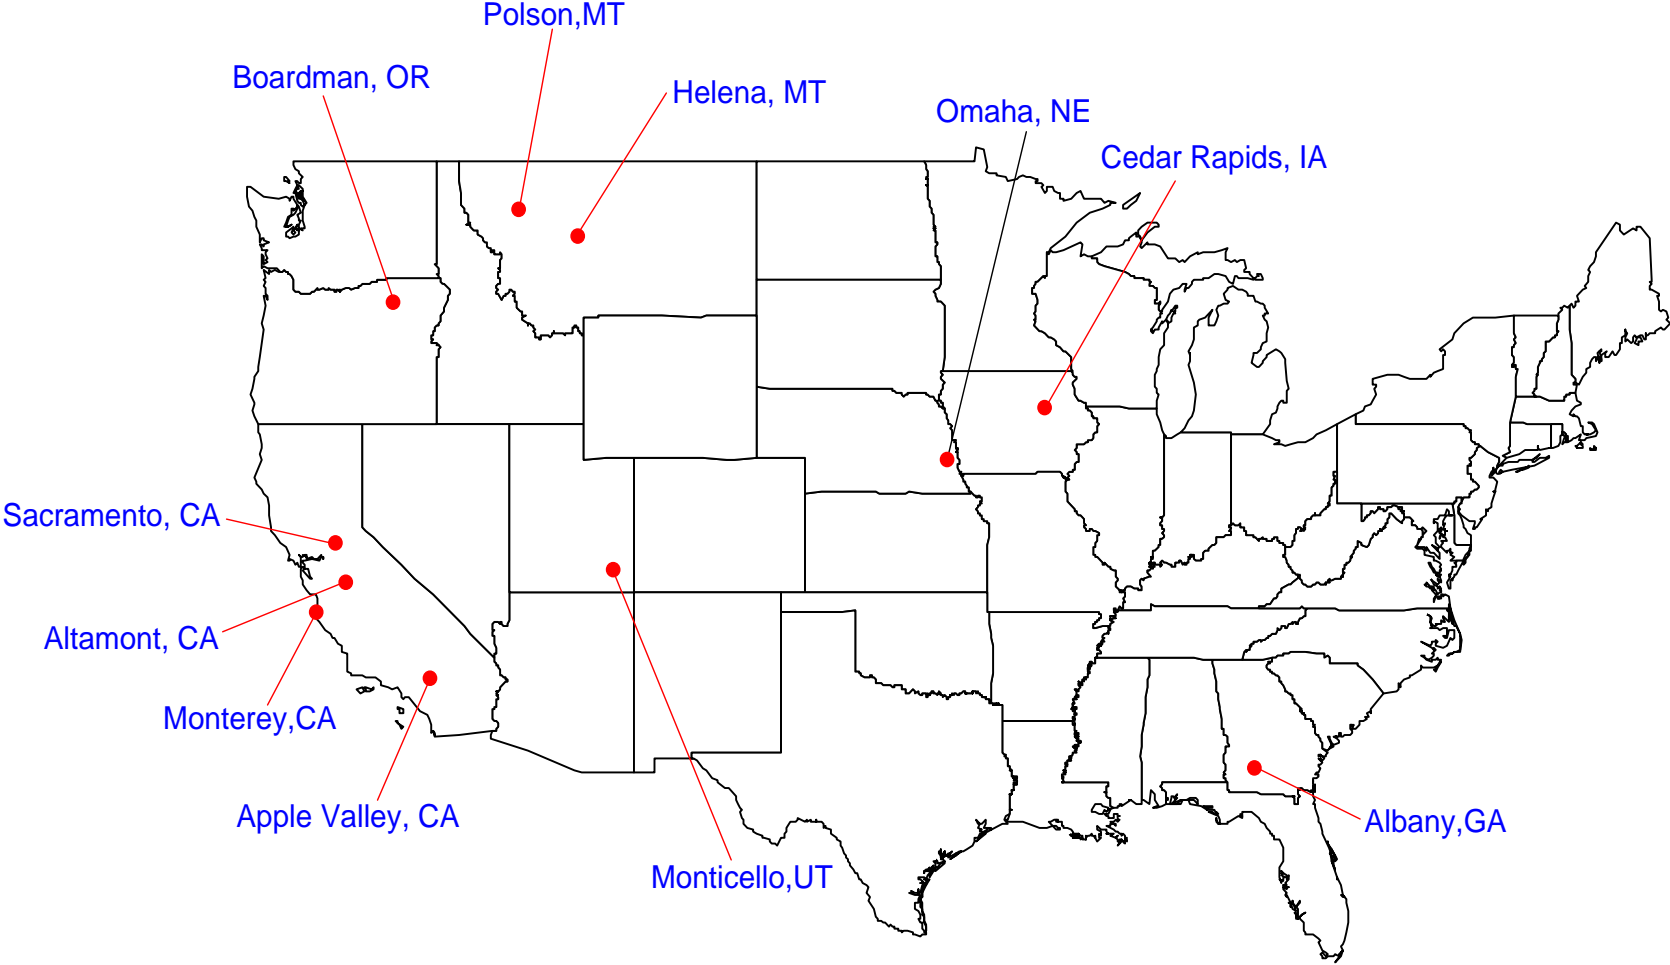 Polson,MT
Boardman, OR
Helena, MT
Omaha, NE
Cedar Rapids, IA
Sacramento, CA
Altamont, CA
Monterey,CA
Apple Valley, CA
Albany,GA
Monticello,UT